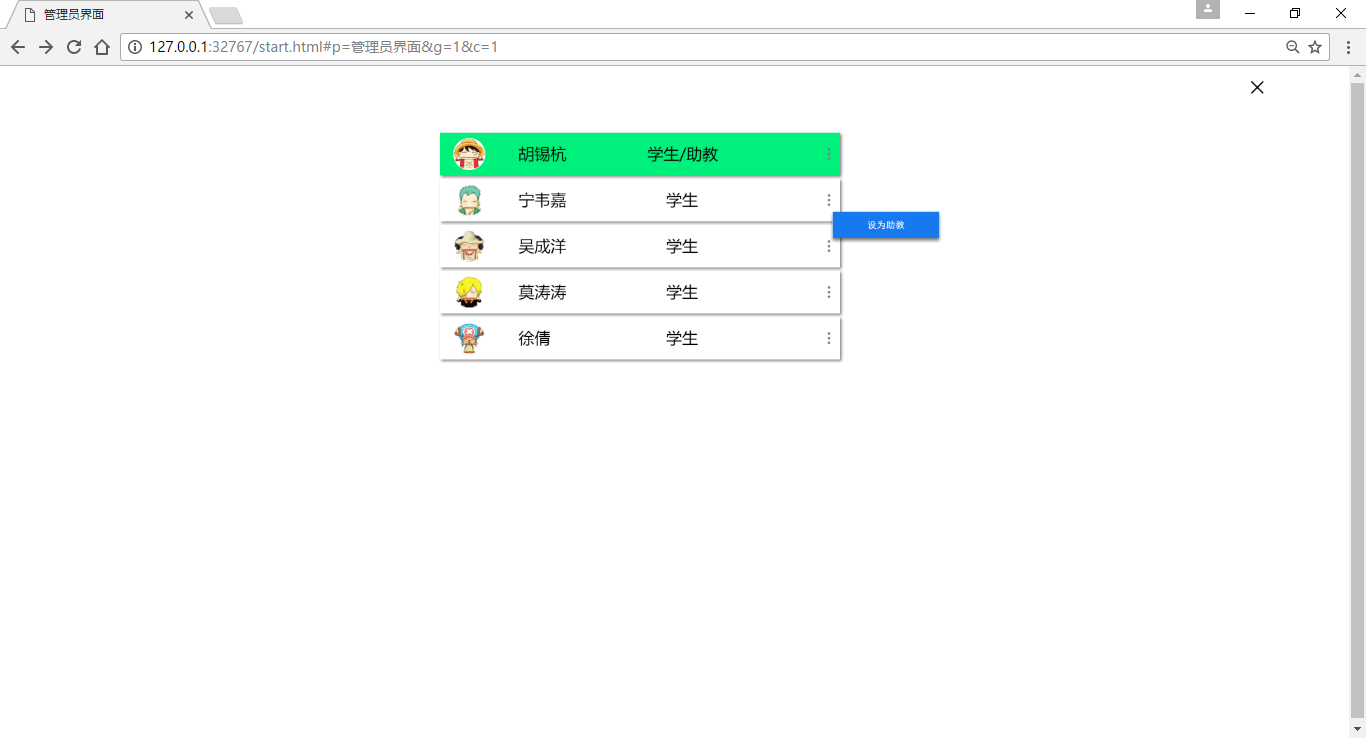 管理员界面
127.0.0.1:32767/start.html#p=管理员界面&g=1&c=1
胡锡杭 学生/助教
宁韦嘉 学生
设为助教
吴成洋 学生
莫涛涛 学生
徐倩 学生